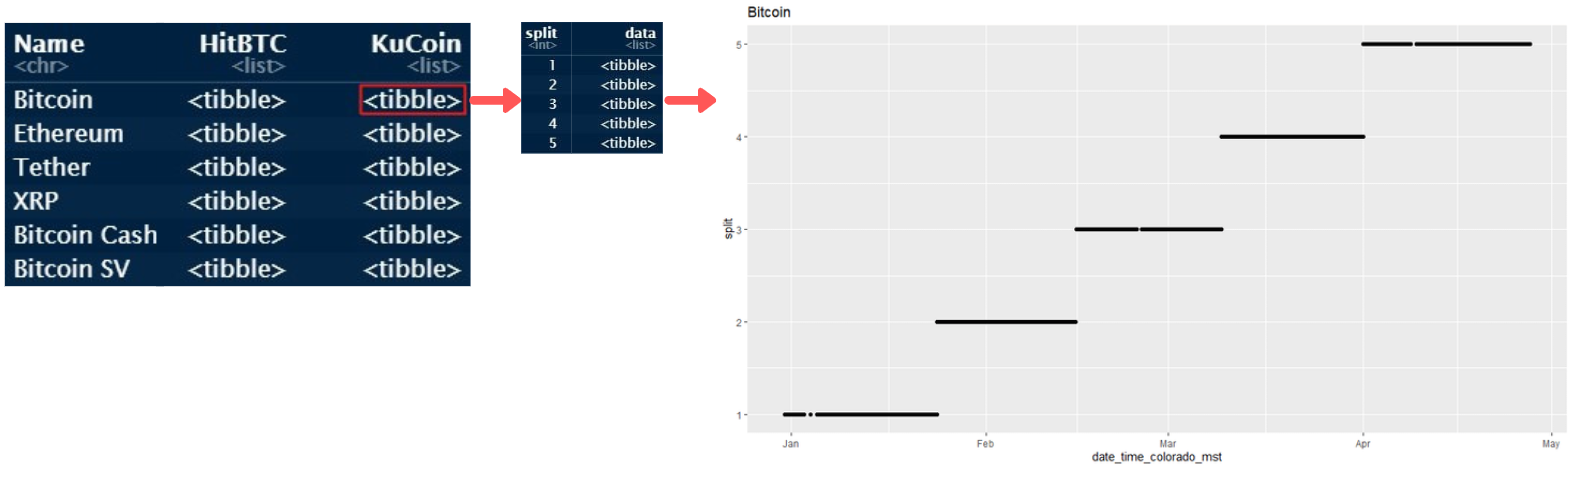 Name HitBTC KuCoin
<chr> <list> <list>
Bitcoin <tibble> <tibble>
Ethereum <tibble> <tibble>
Tether <tibble> <tibble>
XRP <tibble> <tibble>
Bitcoin Cash <tibble> <tibble>
Bitcoin SV <tibble> <tibble>
split data
<int> <list>
1 <tibble>
2 <tibble>
3 <tibble>
4 <tibble>
5 <tibble>
Bitcoin
5
4
3
2
1
split
Jan Feb Mar Apr May
date_time_colorado_mst